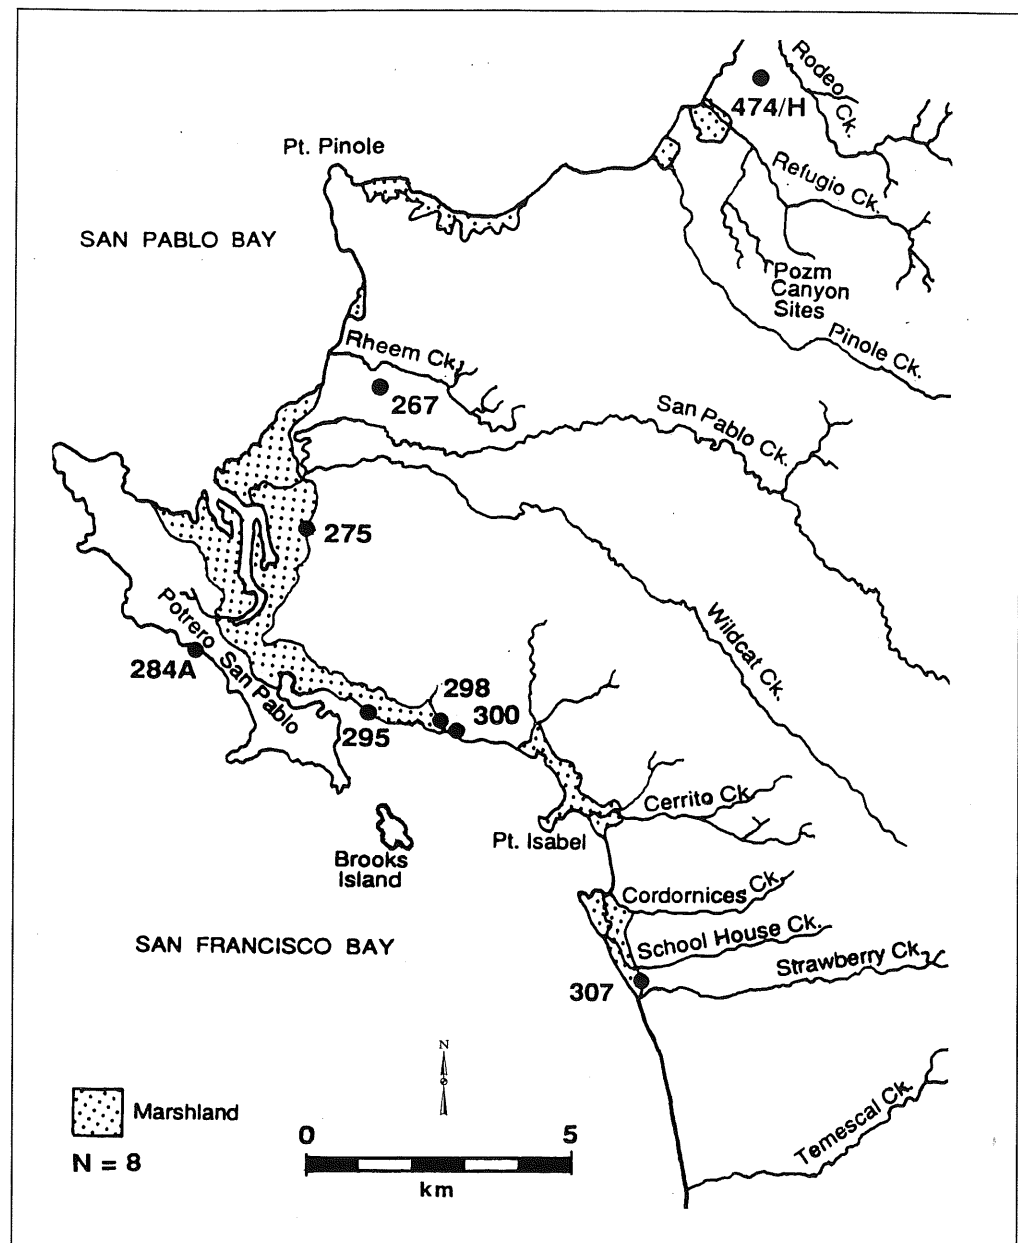 Rodeo Ck.
474/H
Pt. Pinole
Refugio Ck.
SAN PABLO BAY
Pozm
Canyon
Sites
Pinole Ck.
Rheem Ck.
267
San Pablo Ck.
275
Potrero San Pablo
Wildcat Ck.
284A
298
300
295
Cerrito Ck.
Pt. Isabel
Brooks
Island
Cordornices Ck.
School House Ck.
SAN FRANCISCO BAY
Strawberry Ck.
307
N
Marshland
Temescal Ck.
0 5
N = 8
km